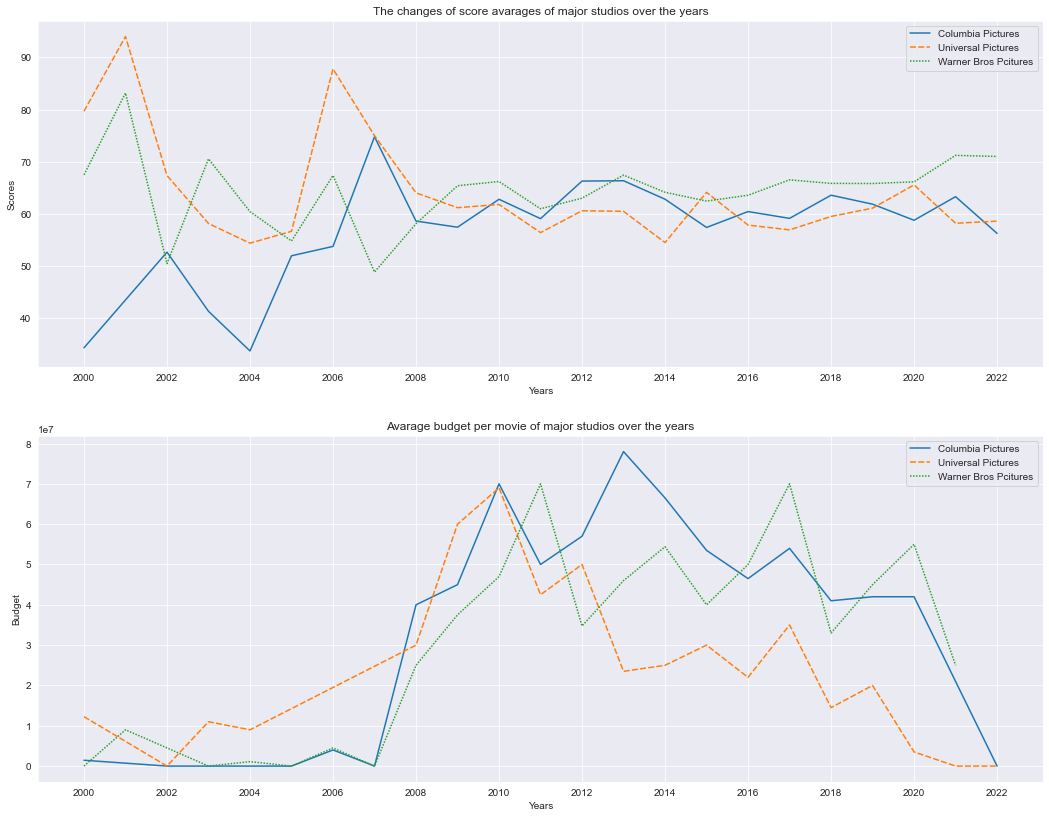 The changes of score avarages of major studios over the years
Columbia Pictures
Universal Pictures
Warner Bros Pcitures
90
80
70
60
50
40
Scores
2000 2002 2004 2006 2008 2010 2012 2014 2016 2018 2020 2022
Years
Avarage budget per movie of major studios over the years
1e7
Columbia Pictures
Universal Pictures
Warner Bros Pcitures
8
7
6
5
4
3
2
1
0
Budget
2000 2002 2004 2006 2008 2010 2012 2014 2016 2018 2020 2022
Years